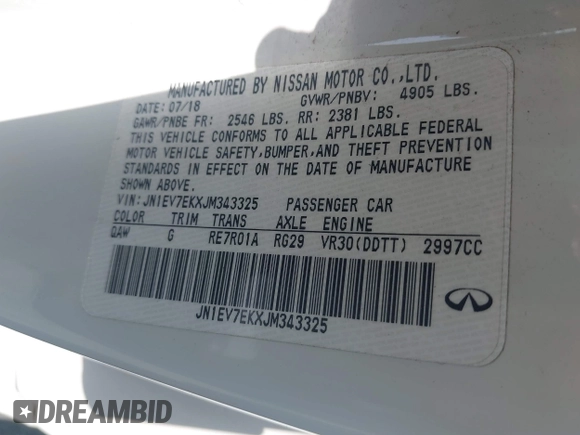 MANUFACTURED BY NISSAN MOTOR CO.,LTD.
DATE: 07/18 GVWR/PNBV: 4905 LBS.
GAWR/PNBE FR: 2546 LBS. RR: 2381 LBS.
THIS VEHICLE CONFORMS TO ALL APPLICABLE FEDERAL
MOTOR VEHICLE SAFETY,BUMPER,AND THEFT PREVENTION
STANDARDS IN EFFECT ON THE DATE OF MANUFACTURE
SHOWN ABOVE.
VIN: JN1EV7EKXJM343325 PASSENGER CAR
COLOR TRIM TRANS AXLE ENGINE
QAW G RE7R01A RG29 VR30(DDTT) 2997CC
JN1EV7EKXJM343325
INFINITI
DREAMBID